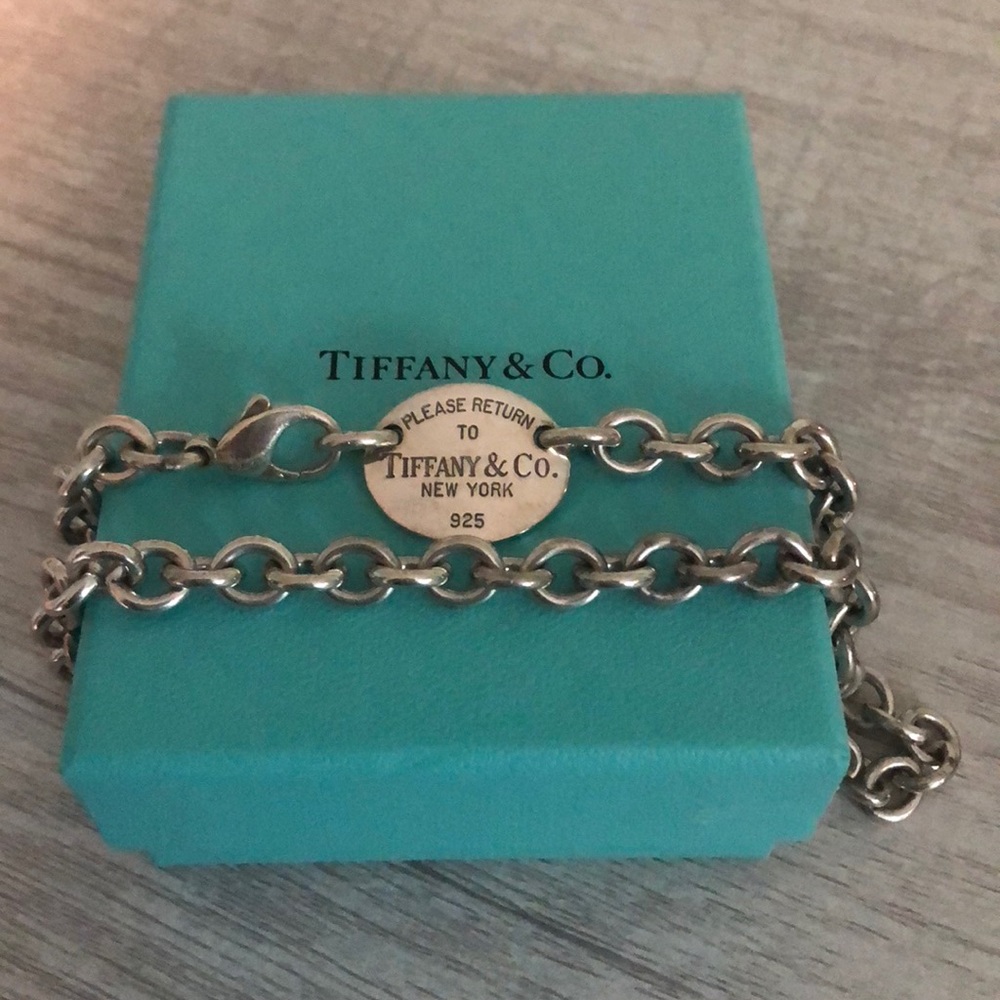 TIFFANY & CO.
PLEASE RETURN
TO
TIFFANY & CO.
NEW YORK
925